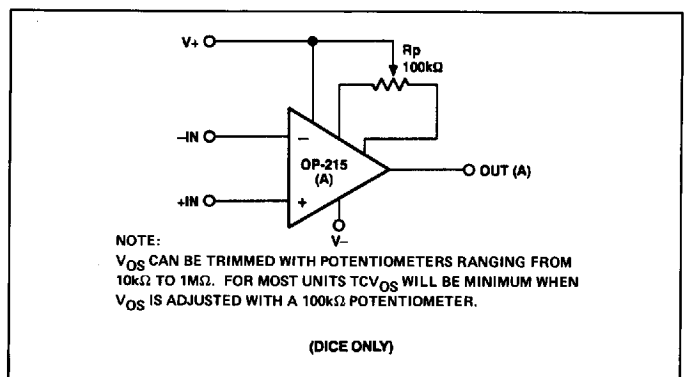 V+
Rp
100kΩ
–IN
–
OP-215
(A)
OUT (A)
+IN
+
V–
NOTE:
VOS CAN BE TRIMMED WITH POTENTIOMETERS RANGING FROM
10kΩ TO 1MΩ. FOR MOST UNITS TCVOS WILL BE MINIMUM WHEN
VOS IS ADJUSTED WITH A 100kΩ POTENTIOMETER.
(DICE ONLY)